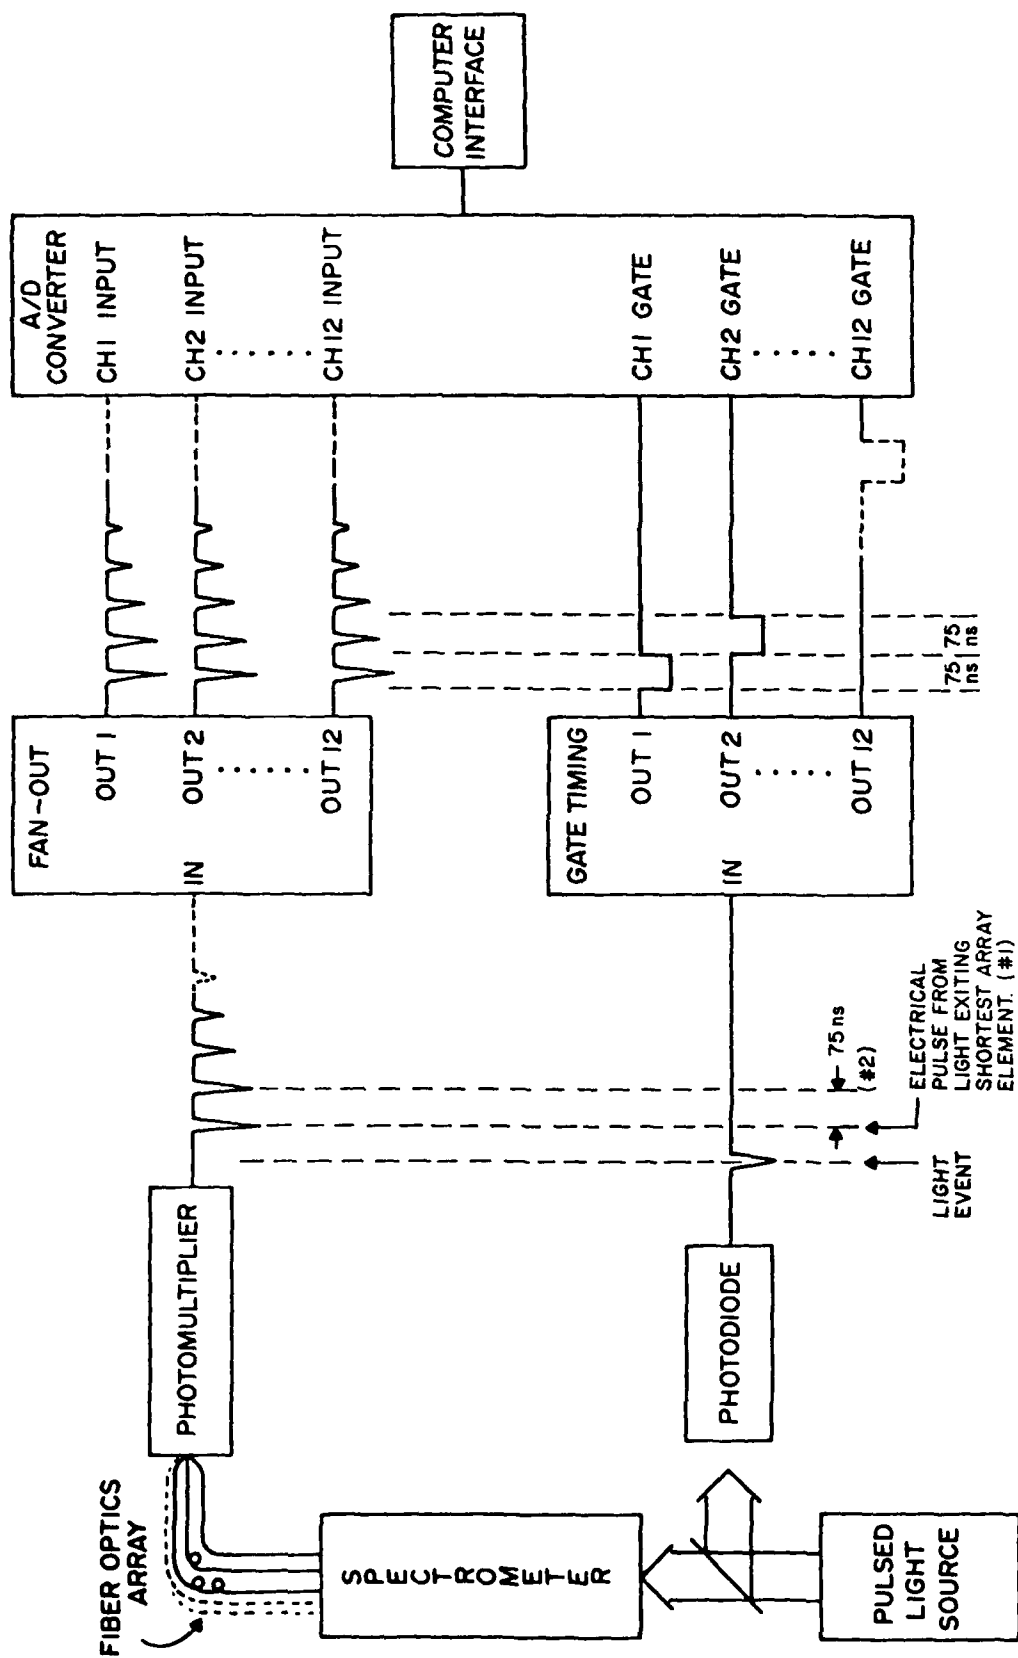 FIBER OPTICS
ARRAY
SPECTROMETER
PULSED
LIGHT
SOURCE
PHOTOMULTIPLIER
PHOTODIODE
LIGHT
EVENT
ELECTRICAL
PULSE FROM
LIGHT EXITING
SHORTEST ARRAY
ELEMENT. (#1)
75 ns
(#2)
FAN-OUT
IN
OUT 1
OUT 2
.......
OUT 12
GATE TIMING
IN
OUT 1
OUT 2
.....
OUT 12
75
ns
75
ns
A/D
CONVERTER
CH1 INPUT
CH2 INPUT
.......
CH12 INPUT
CH1 GATE
CH2 GATE
.....
CH12 GATE
COMPUTER
INTERFACE